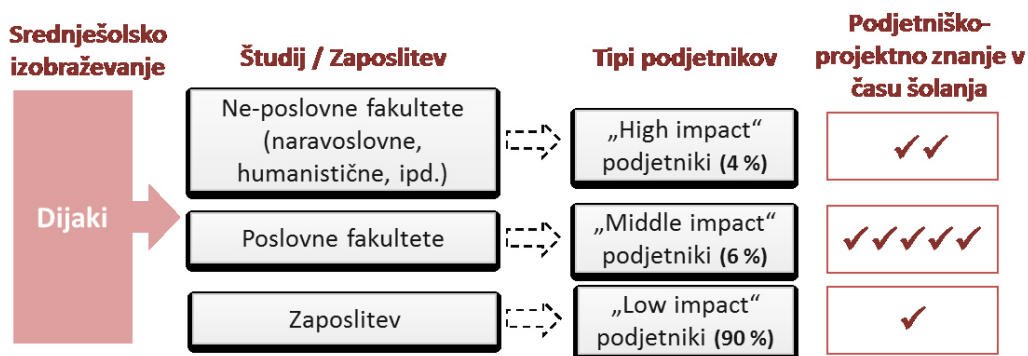 Srednješolsko
izobraževanje
Študij / Zaposlitev
Tipi podjetnikov
Podjetniško-
projektno znanje v
času šolanja
Dijaki
Ne-poslovne fakultete
(naravoslovne,
humanistične, ipd.)
„High impact“
podjetniki (4 %)
✓✓
Poslovne fakultete
„Middle impact“
podjetniki (6 %)
✓✓✓✓✓
Zaposlitev
„Low impact“
podjetniki (90 %)
✓